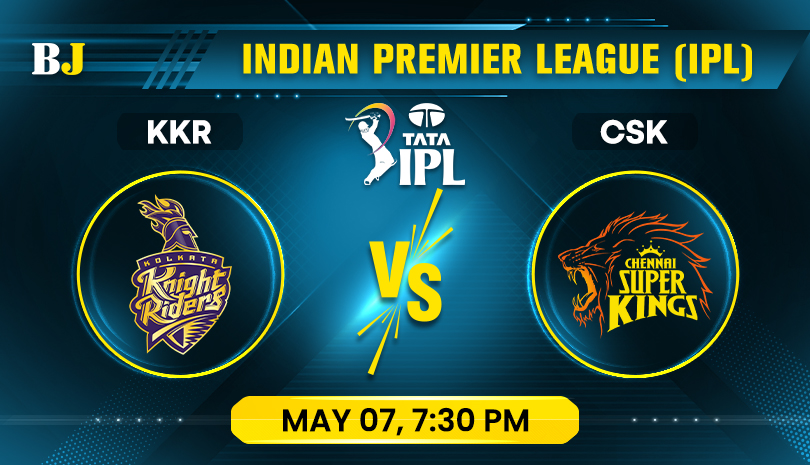 BJ
INDIAN PREMIER LEAGUE (IPL)
KKR
TATA
IPL
CSK
KOLKATA
Knight
Riders
VS
CHENNAI
SUPER
KINGS
MAY 07, 7:30 PM